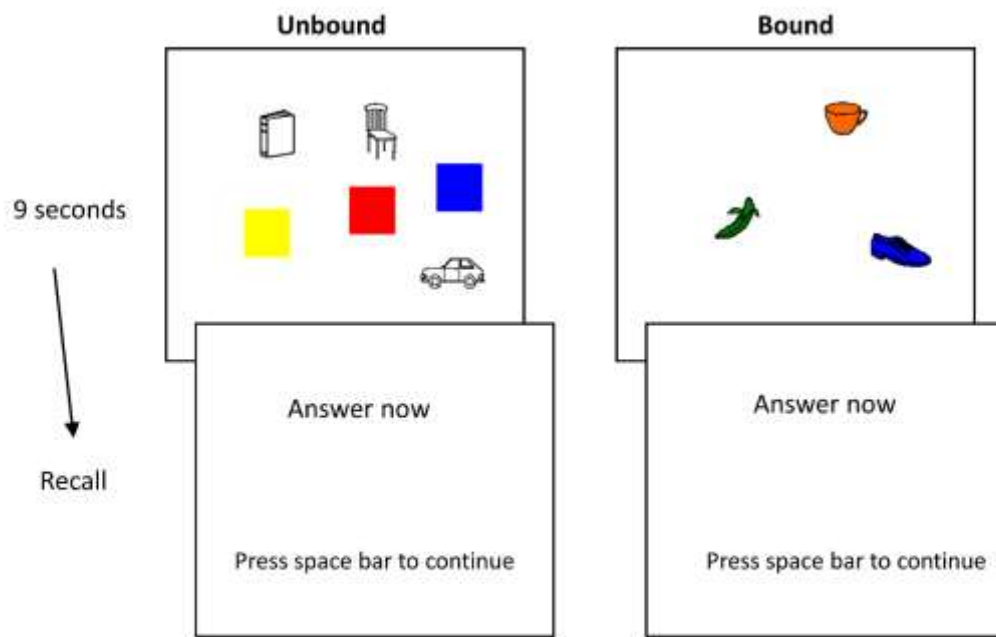 Unbound
Bound
9 seconds
Recall
Answer now
Press space bar to continue
Answer now
Press space bar to continue